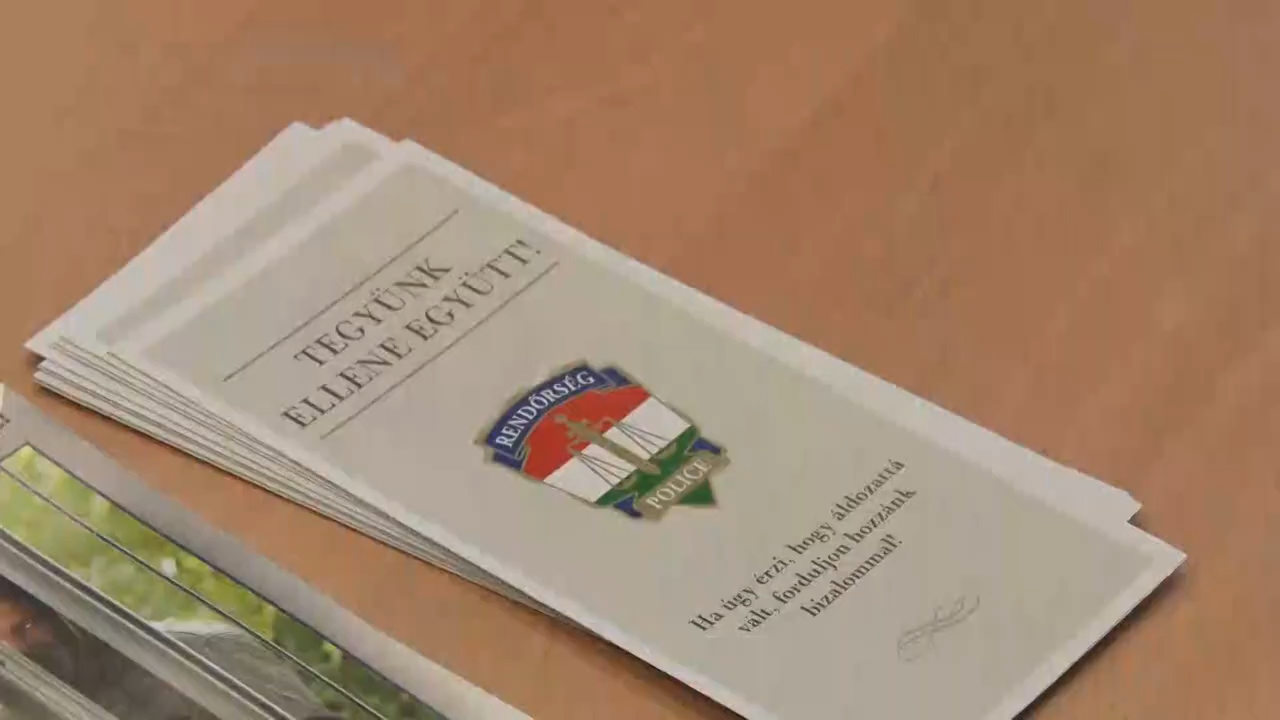 TEGYÜNK
ELLENE EGYÜTT!
RENDŐRSÉG
POLICE
Ha úgy érzi, hogy áldozattá
vált, forduljon hozzánk
bizalommal!